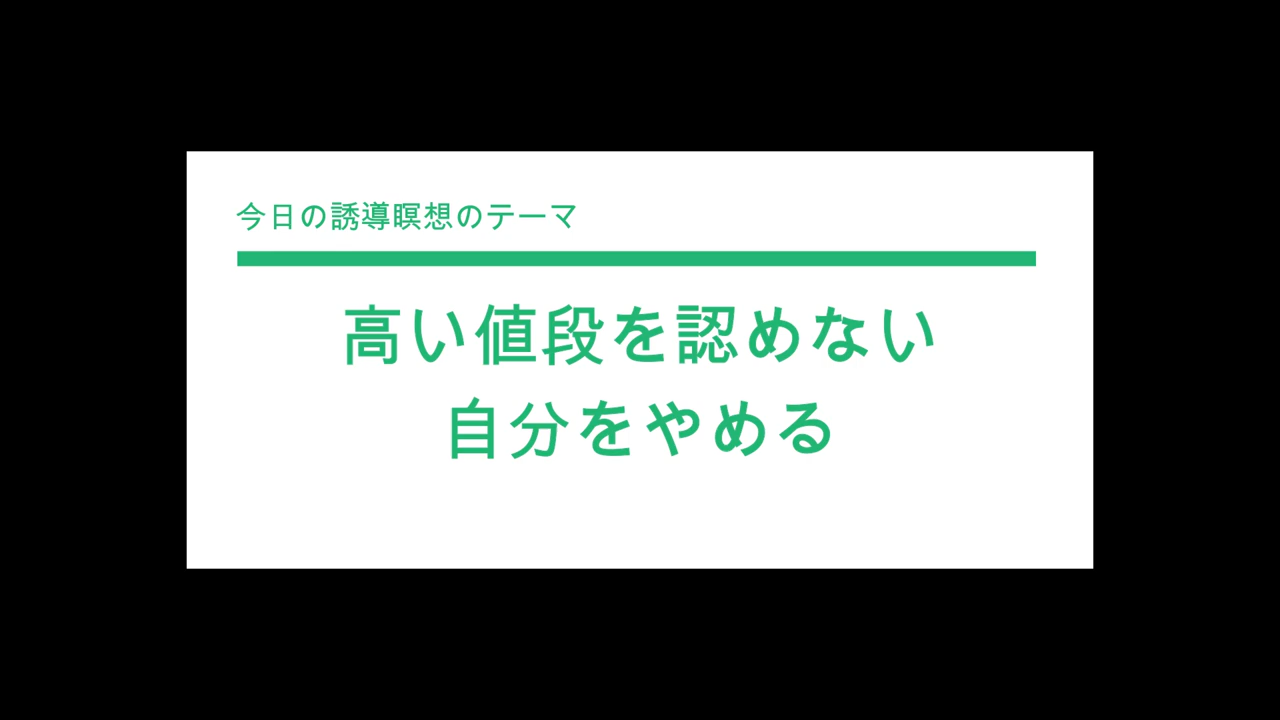 今日の誘導瞑想のテーマ
高い値段を認めない
自分をやめる